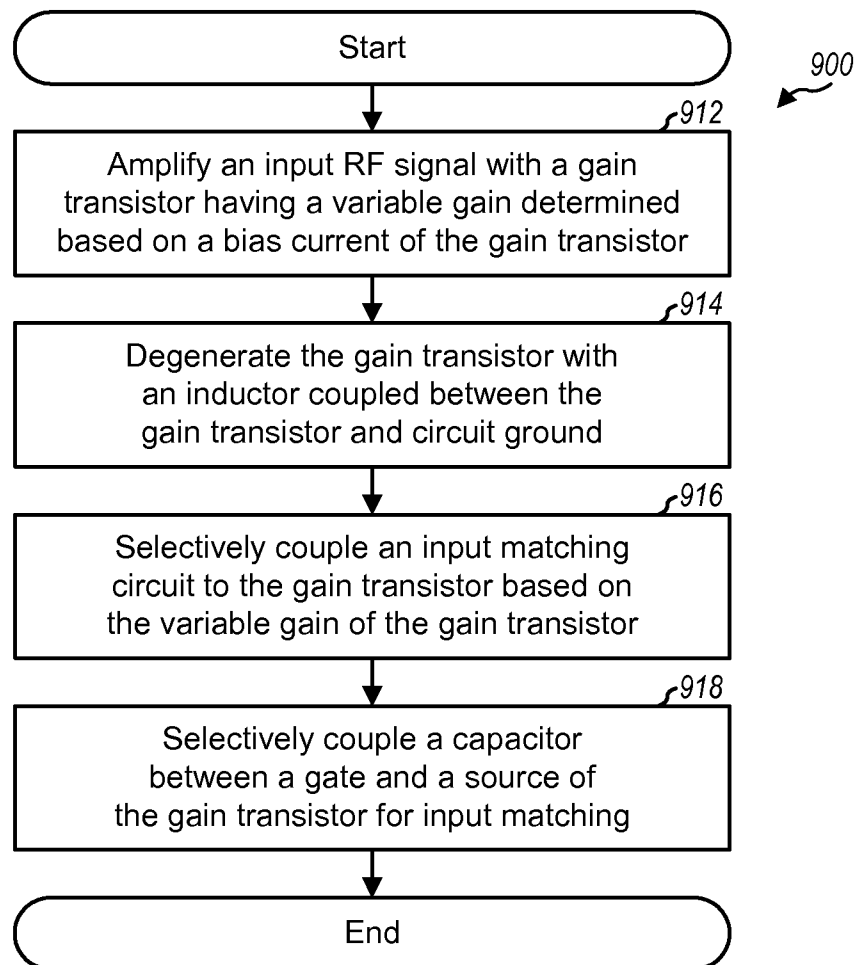 Start
900
912
Amplify an input RF signal with a gain
transistor having a variable gain determined
based on a bias current of the gain transistor
914
Degenerate the gain transistor with
an inductor coupled between the
gain transistor and circuit ground
916
Selectively couple an input matching
circuit to the gain transistor based on
the variable gain of the gain transistor
918
Selectively couple a capacitor
between a gate and a source of
the gain transistor for input matching
End